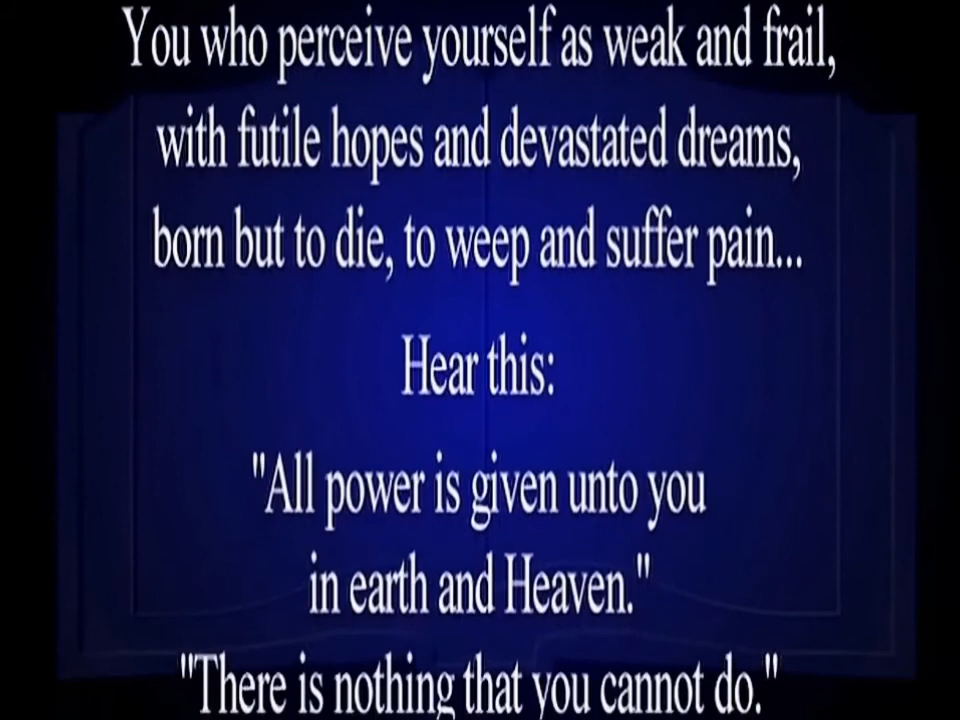 You who perceive yourself as weak and frail,
with futile hopes and devastated dreams,
born but to die, to weep and suffer pain...
Hear this:
"All power is given unto you
in earth and Heaven."
"There is nothing that you cannot do."